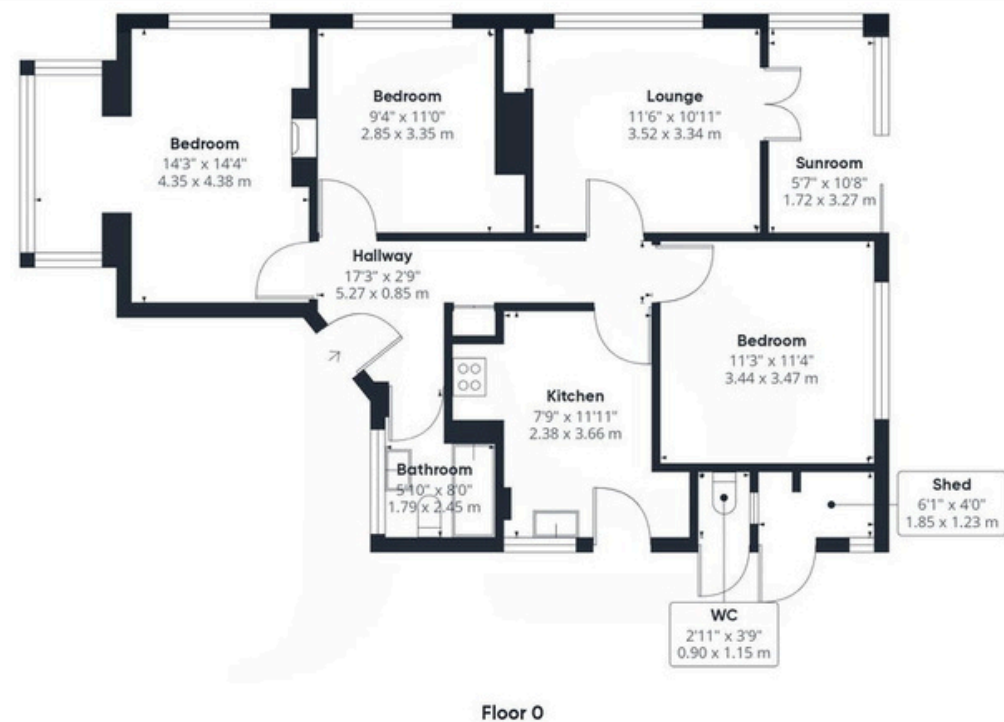 Bedroom
14'3" x 14'4"
4.35 x 4.38 m
Bedroom
9'4" x 11'0"
2.85 x 3.35 m
Lounge
11'6" x 10'11"
3.52 x 3.34 m
Sunroom
5'7" x 10'8"
1.72 x 3.27 m
Hallway
17'3" x 2'9"
5.27 x 0.85 m
Bedroom
11'3" x 11'4"
3.44 x 3.47 m
Kitchen
7'9" x 11'11"
2.38 x 3.66 m
Bathroom
5'10" x 8'0"
1.79 x 2.45 m
Shed
6'1" x 4'0"
1.85 x 1.23 m
WC
2'11" x 3'9"
0.90 x 1.15 m
Floor 0